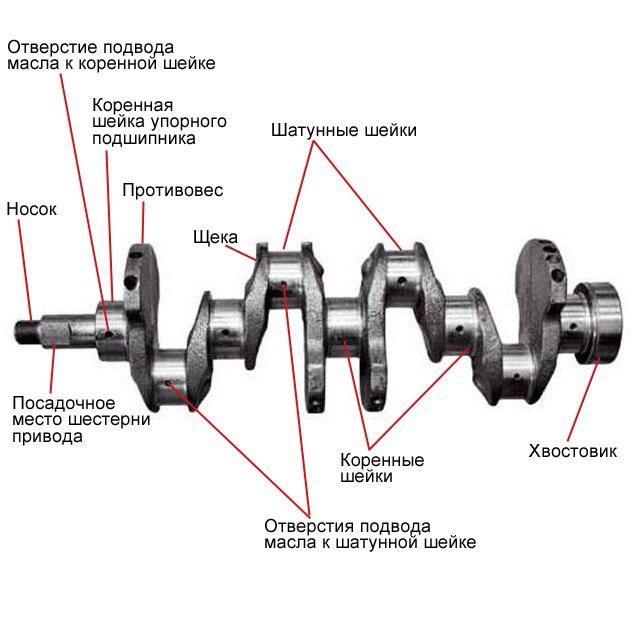 Отверстие подвода
масла к коренной шейке
Коренная
шейка упорного
подшипника
Шатунные шейки
Противовес
Носок
Щека
Посадочное
место шестерни
привода
Коренные
шейки
Хвостовик
Отверстия подвода
масла к шатунной шейке